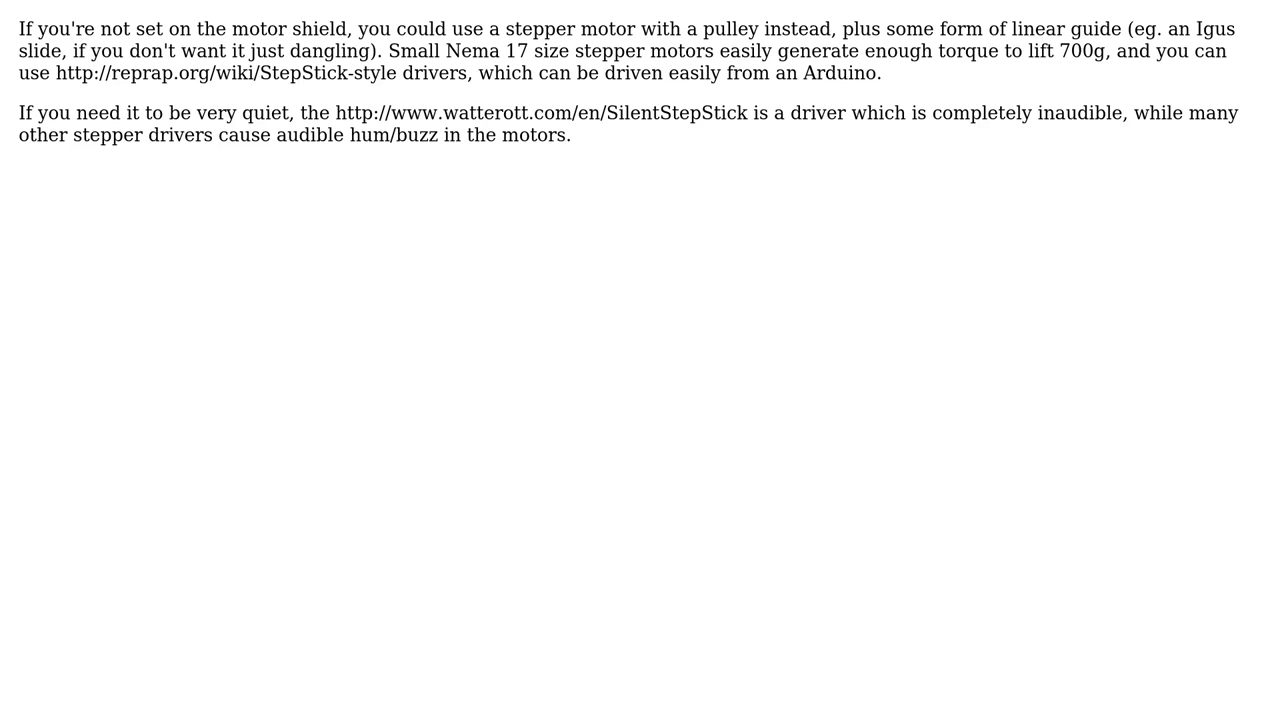 If you're not set on the motor shield, you could use a stepper motor with a pulley instead, plus some form of linear guide (eg. an Igus
slide, if you don't want it just dangling). Small Nema 17 size stepper motors easily generate enough torque to lift 700g, and you can
use http://reprap.org/wiki/StepStick-style drivers, which can be driven easily from an Arduino.
If you need it to be very quiet, the http://www.watterott.com/en/SilentStepStick is a driver which is completely inaudible, while many
other stepper drivers cause audible hum/buzz in the motors.